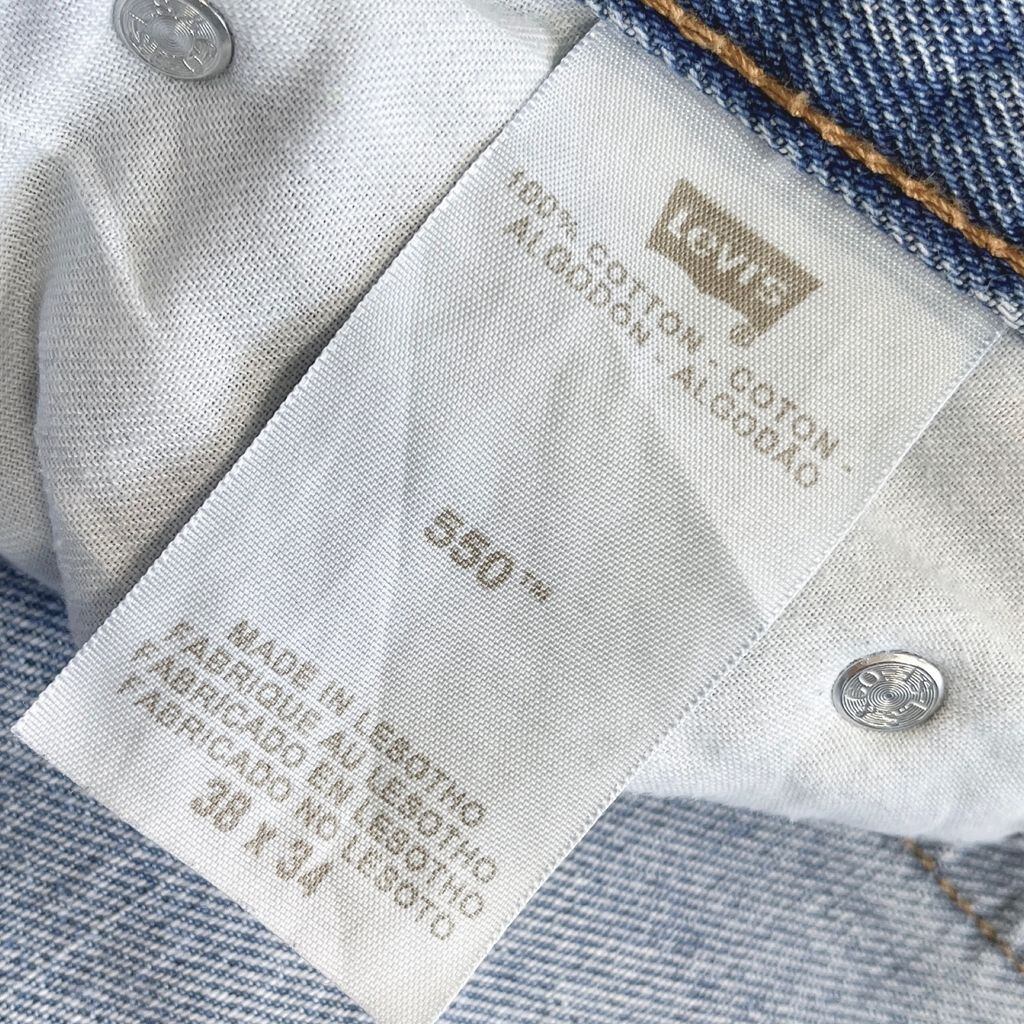 LEVI'S
100% COTTON - COTON -
ALGODON - ALGODÃO
550™
MADE IN LESOTHO
FABRIQUE AU LESOTHO
FABRICADO EN LESOTHO
FABRICADO NO LESOTO
38 X 34